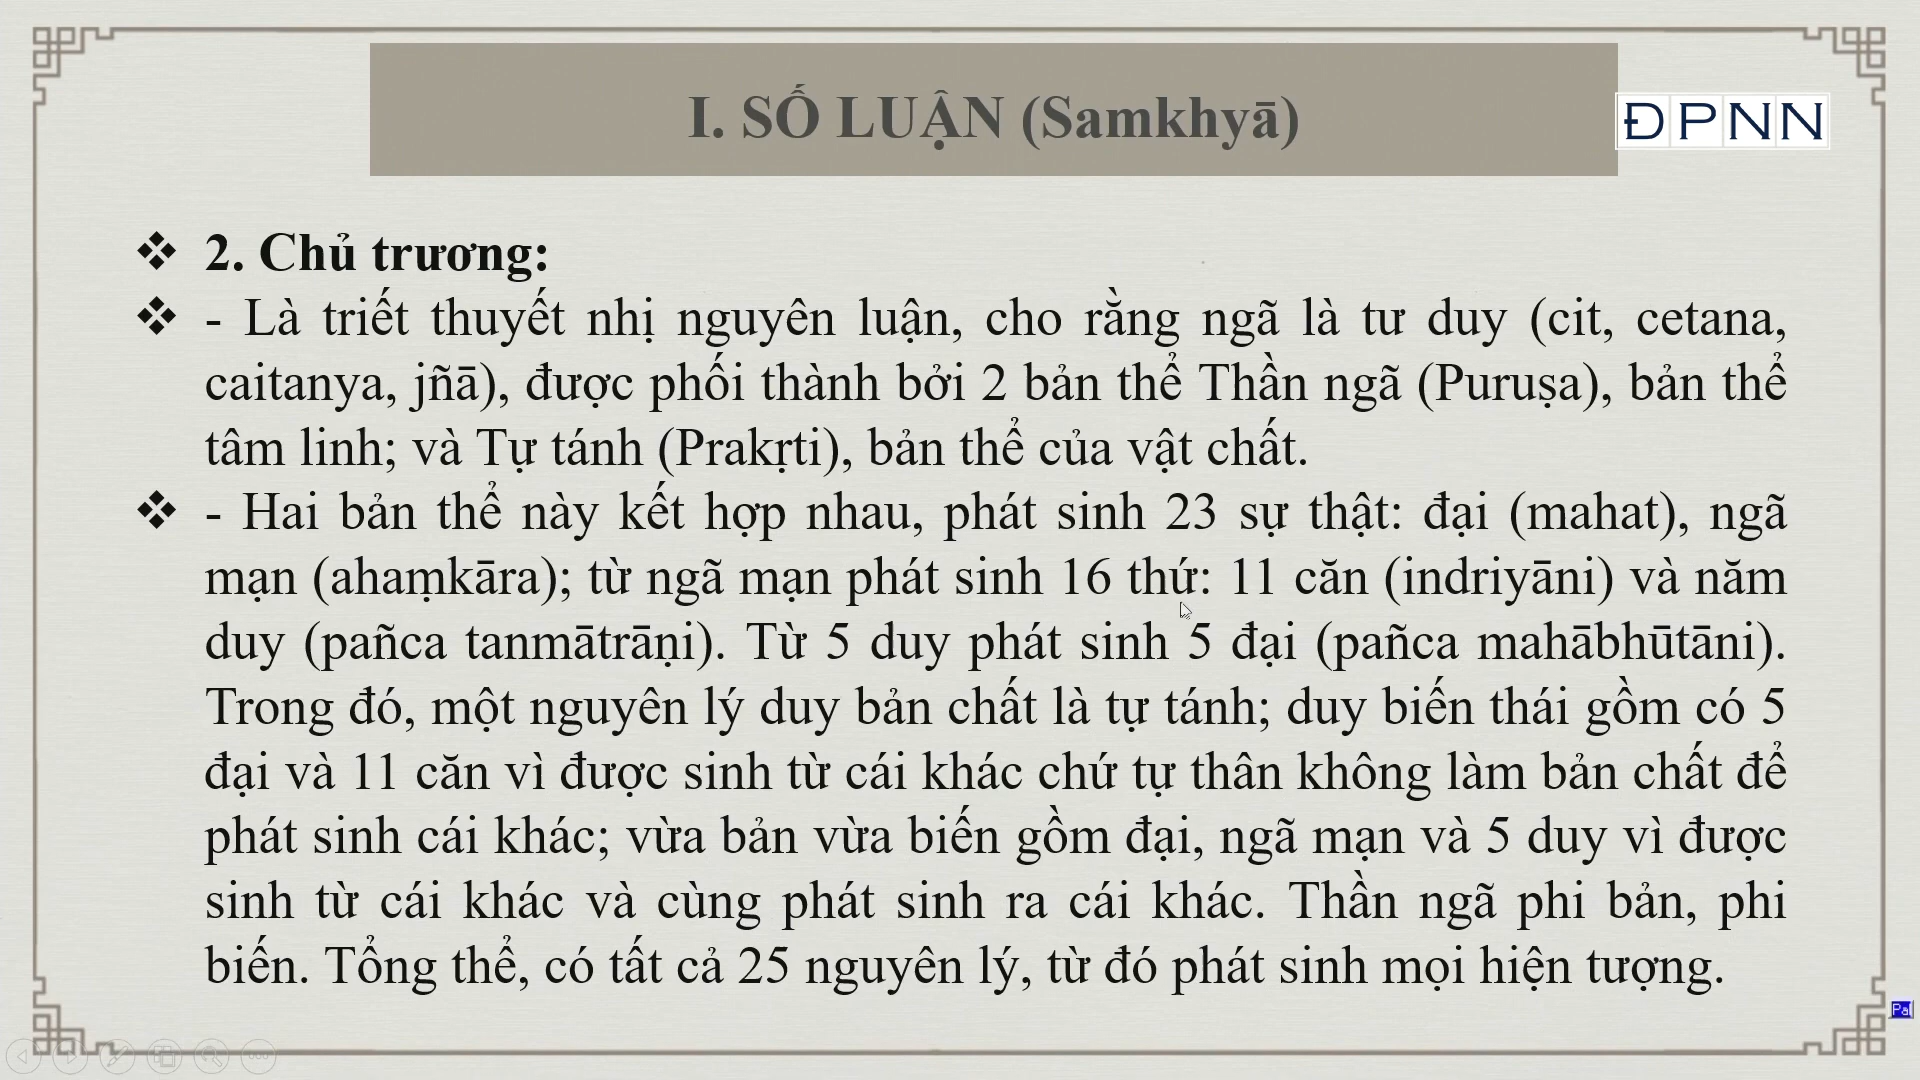 I. SỐ LUẬN (Samkhyā)
ĐPNN
2. Chủ trương:
- Là triết thuyết nhị nguyên luận, cho rằng ngã là tư duy (cit, cetana,
caitanya, jñā), được phối thành bởi 2 bản thể Thần ngã (Puruṣa), bản thể
tâm linh; và Tự tánh (Prakṛti), bản thể của vật chất.
- Hai bản thể này kết hợp nhau, phát sinh 23 sự thật: đại (mahat), ngã
mạn (ahaṃkāra); từ ngã mạn phát sinh 16 thứ: 11 căn (indriyāni) và năm
duy (pañca tanmātrāṇi). Từ 5 duy phát sinh 5 đại (pañca mahābhūtāni).
Trong đó, một nguyên lý duy bản chất là tự tánh; duy biến thái gồm có 5
đại và 11 căn vì được sinh từ cái khác chứ tự thân không làm bản chất để
phát sinh cái khác; vừa bản vừa biến gồm đại, ngã mạn và 5 duy vì được
sinh từ cái khác và cùng phát sinh ra cái khác. Thần ngã phi bản, phi
biến. Tổng thể, có tất cả 25 nguyên lý, từ đó phát sinh mọi hiện tượng.